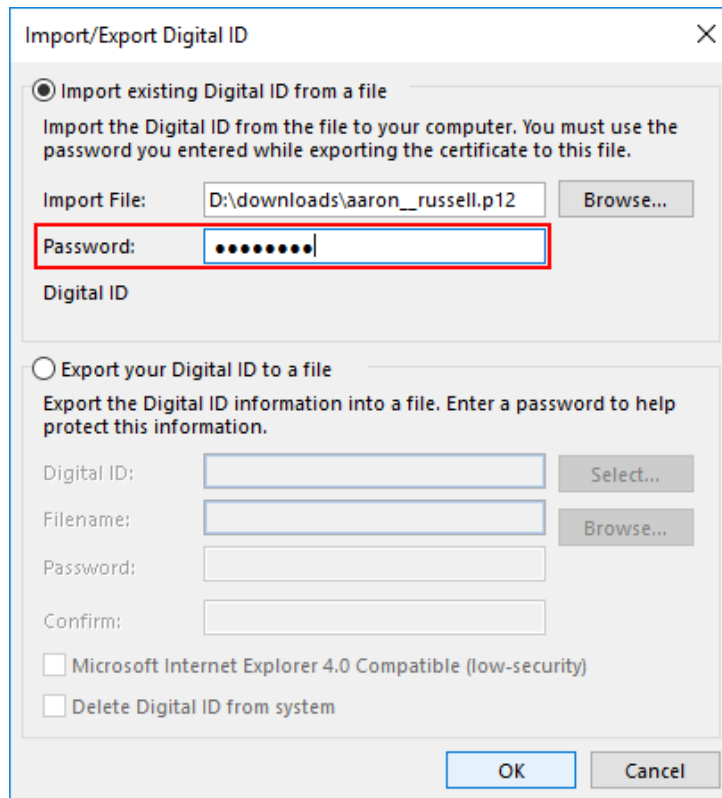 Import/Export Digital ID
Import existing Digital ID from a file
Import the Digital ID from the file to your computer. You must use the
password you entered while exporting the certificate to this file.
Import File: D:\downloads\aaron__russell.p12 Browse...
Password: ●●●●●●●●
Digital ID
Export your Digital ID to a file
Export the Digital ID information into a file. Enter a password to help
protect this information.
Digital ID: Select...
Filename: Browse...
Password:
Confirm:
Microsoft Internet Explorer 4.0 Compatible (low-security)
Delete Digital ID from system
OK Cancel